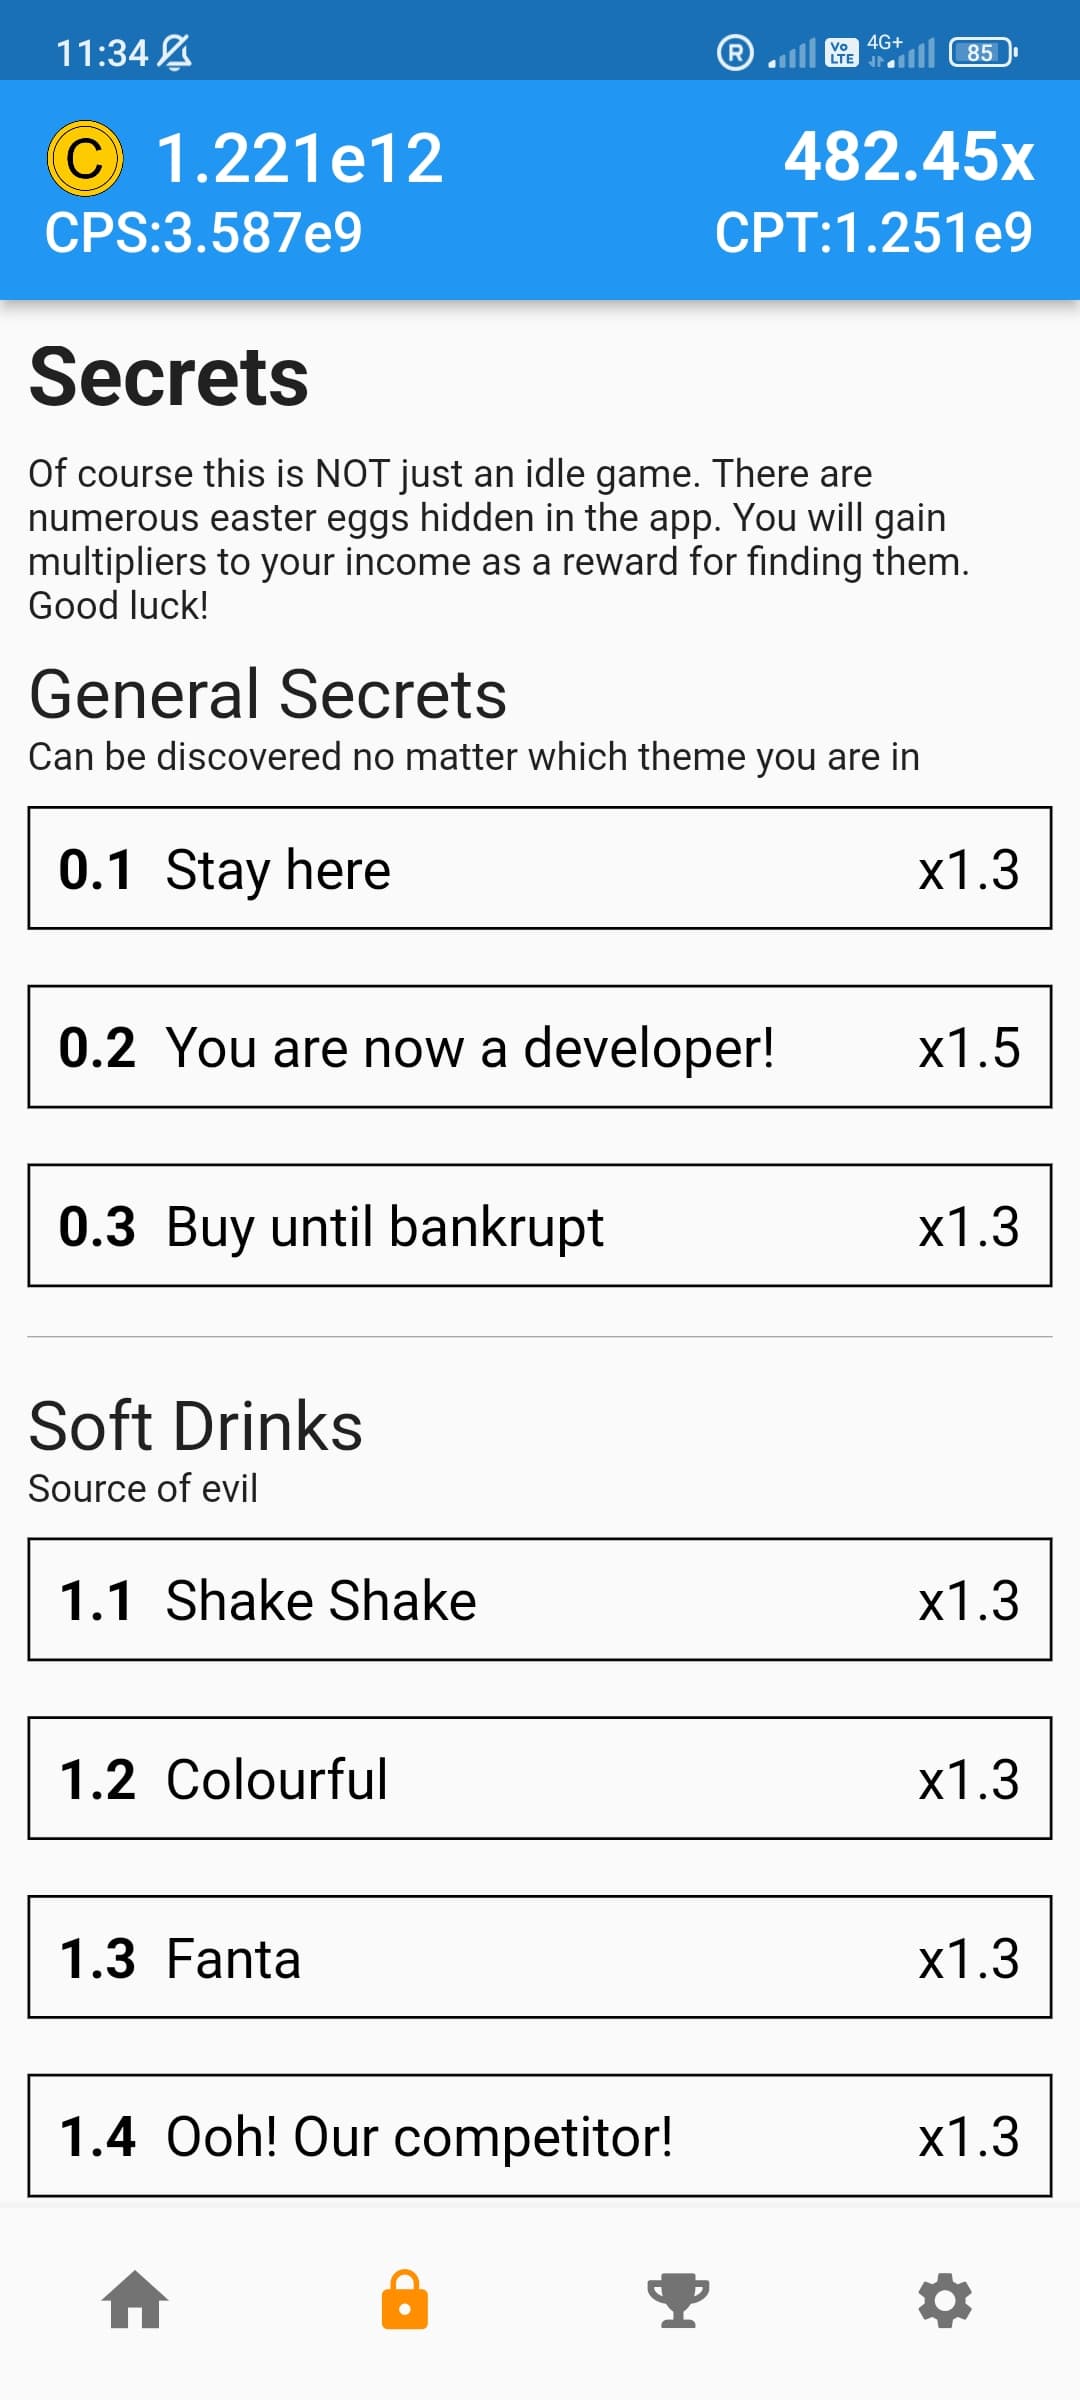 11:34
R
Vo LTE
4G+
85
C 1.221e12
482.45x
CPS:3.587e9
CPT:1.251e9
Secrets
Of course this is NOT just an idle game. There are
numerous easter eggs hidden in the app. You will gain
multipliers to your income as a reward for finding them.
Good luck!
General Secrets
Can be discovered no matter which theme you are in
0.1 Stay here x1.3
0.2 You are now a developer! x1.5
0.3 Buy until bankrupt x1.3
Soft Drinks
Source of evil
1.1 Shake Shake x1.3
1.2 Colourful x1.3
1.3 Fanta x1.3
1.4 Ooh! Our competitor! x1.3